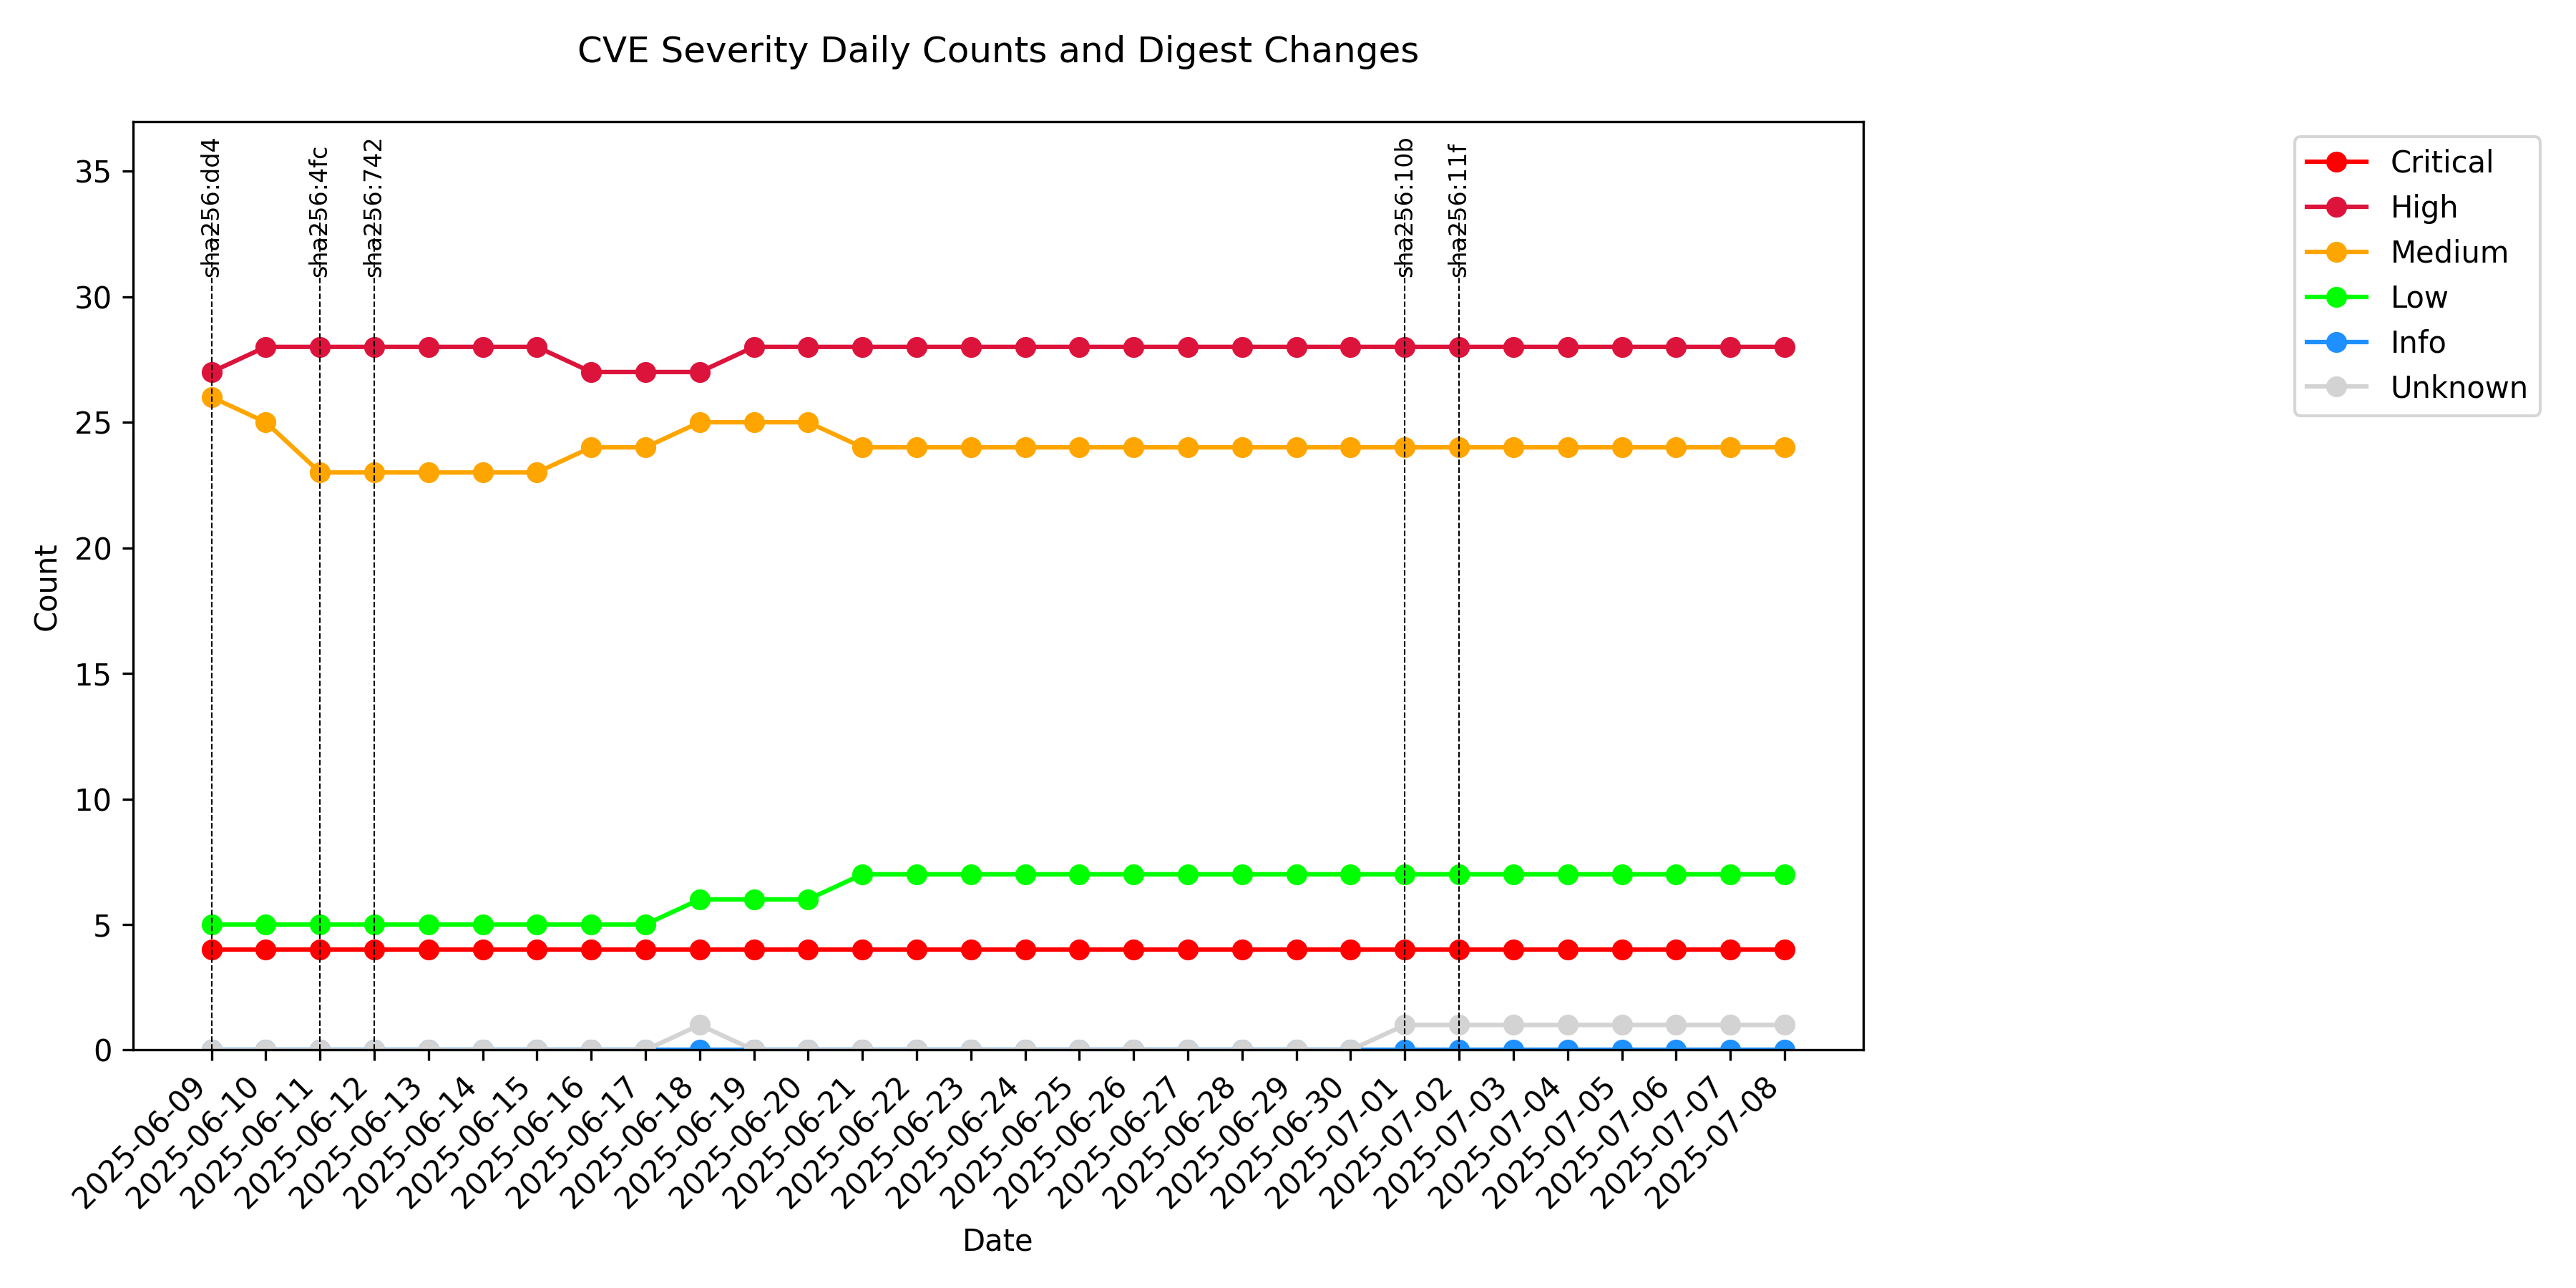 CVE Severity Daily Counts and Digest Changes
sha256:dd4
sha256:4fc
sha256:742
sha256:10b
sha256:11f
Critical
High
Medium
Low
Info
Unknown
Count
35
30
25
20
15
10
5
0
2025-06-09
2025-06-10
2025-06-11
2025-06-12
2025-06-13
2025-06-14
2025-06-15
2025-06-16
2025-06-17
2025-06-18
2025-06-19
2025-06-20
2025-06-21
2025-06-22
2025-06-23
2025-06-24
2025-06-25
2025-06-26
2025-06-27
2025-06-28
2025-06-29
2025-06-30
2025-07-01
2025-07-02
2025-07-03
2025-07-04
2025-07-05
2025-07-06
2025-07-07
2025-07-08
Date